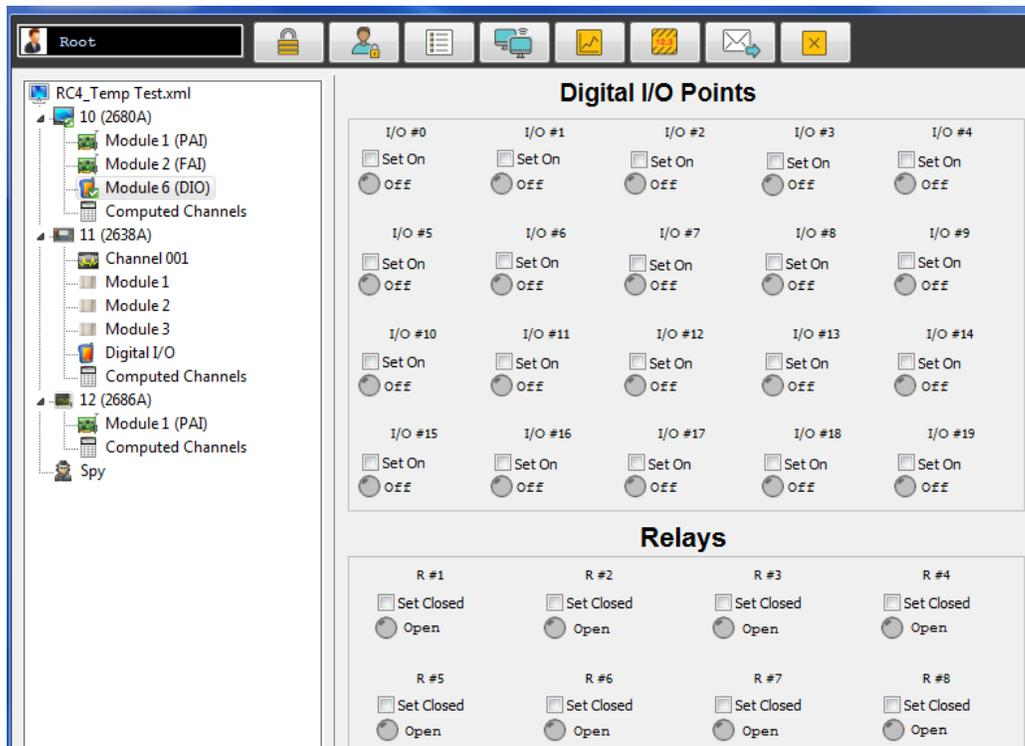 Root
12.3
RC4_Temp Test.xml
10 (2680A)
Module 1 (PAI)
Module 2 (FAI)
Module 6 (DIO)
Computed Channels
11 (2638A)
Channel 001
Module 1
Module 2
Module 3
Digital I/O
Computed Channels
12 (2686A)
Module 1 (PAI)
Computed Channels
Spy
Digital I/O Points
I/O #0 I/O #1 I/O #2 I/O #3 I/O #4
Set On Set On Set On Set On Set On
Off Off Off Off Off
I/O #5 I/O #6 I/O #7 I/O #8 I/O #9
Set On Set On Set On Set On Set On
Off Off Off Off Off
I/O #10 I/O #11 I/O #12 I/O #13 I/O #14
Set On Set On Set On Set On Set On
Off Off Off Off Off
I/O #15 I/O #16 I/O #17 I/O #18 I/O #19
Set On Set On Set On Set On Set On
Off Off Off Off Off
Relays
R #1 R #2 R #3 R #4
Set Closed Set Closed Set Closed Set Closed
Open Open Open Open
R #5 R #6 R #7 R #8
Set Closed Set Closed Set Closed Set Closed
Open Open Open Open